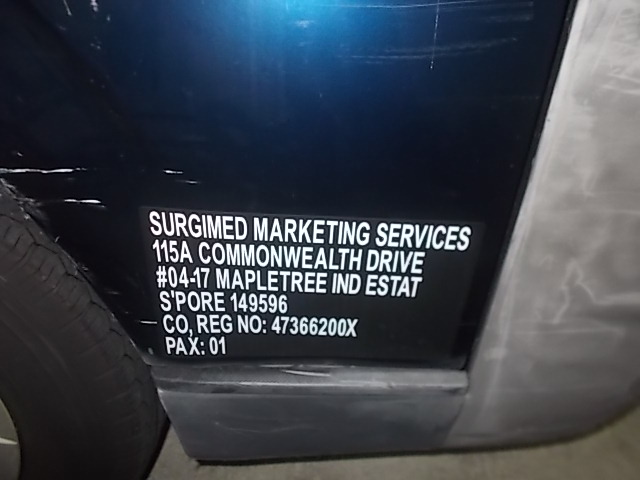 SURGIMED MARKETING SERVICES
115A COMMONWEALTH DRIVE
#04-17 MAPLETREE IND ESTAT
S'PORE 149596
CO, REG NO: 47366200X
PAX: 01